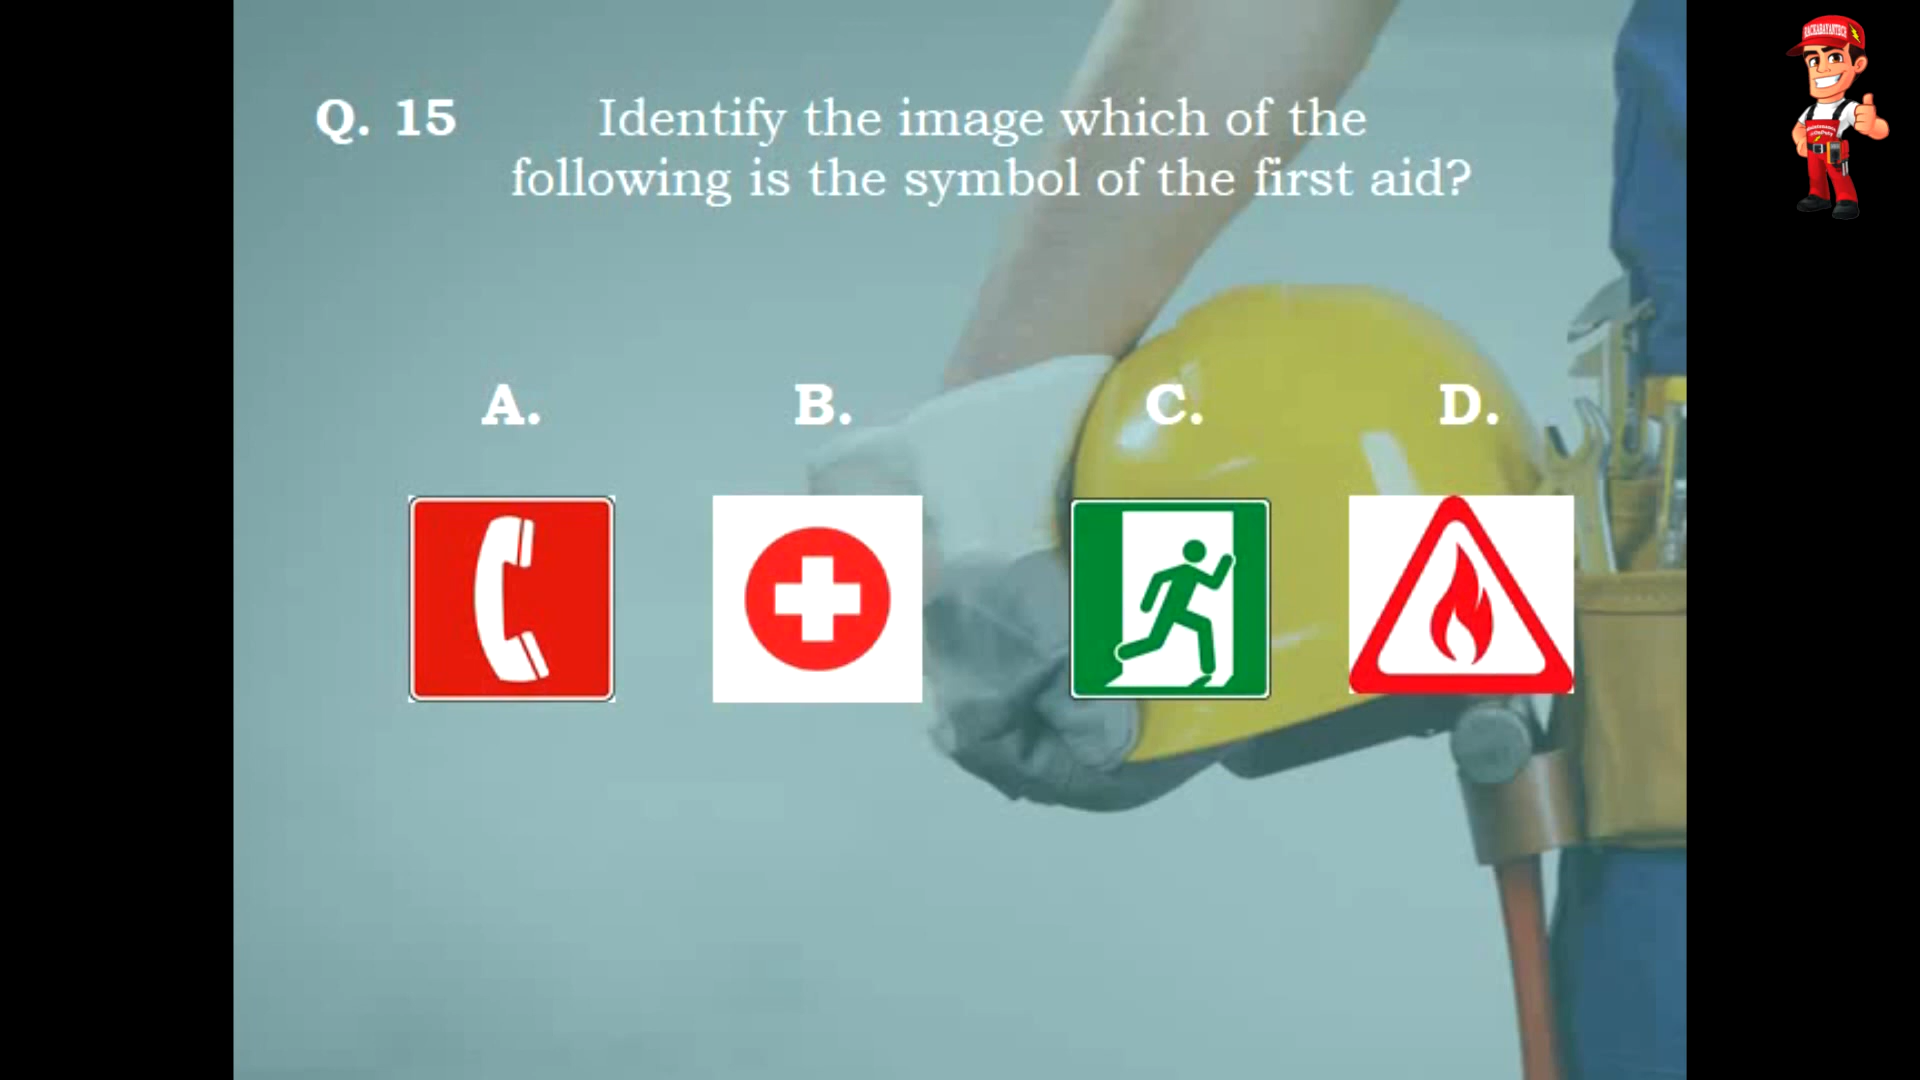 Q. 15 Identify the image which of the
following is the symbol of the first aid?
A. B. C. D.